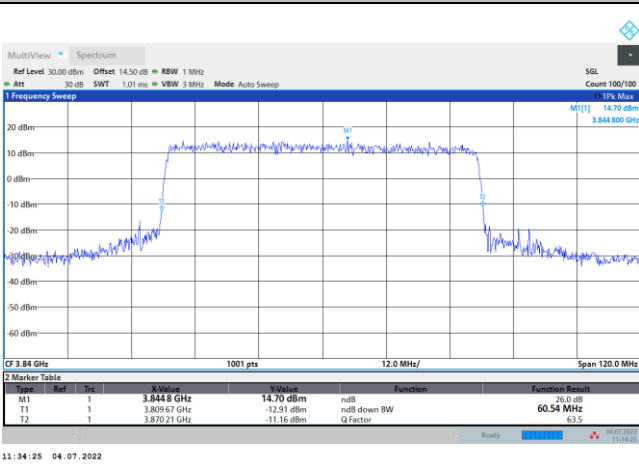 MultiView Spectrum
Ref Level 30.00 dBm Offset 14.50 dB RBW 1 MHz SGL
Att 30 dB SWT 1.01 ms VBW 3 MHz Mode Auto Sweep Count 100/100
1 Frequency Sweep 1Pk Max
M1[1] 14.70 dBm
3.844 800 GHz
20 dBm
M1
10 dBm
0 dBm
T1 T2
-10 dBm
-20 dBm
-30 dBm
-40 dBm
-50 dBm
-60 dBm
CF 3.84 GHz 1001 pts 12.0 MHz/ Span 120.0 MHz
2 Marker Table
Type Ref Trc X-Value Y-Value Function Function Result
M1 1 3.844 8 GHz 14.70 dBm ndB 26.0 dB
T1 1 3.809 67 GHz -12.91 dBm ndB down BW 60.54 MHz
T2 1 3.870 21 GHz -11.16 dBm Q Factor 63.5
Ready 04.07.2022
11:34:25
11:34:25 04.07.2022